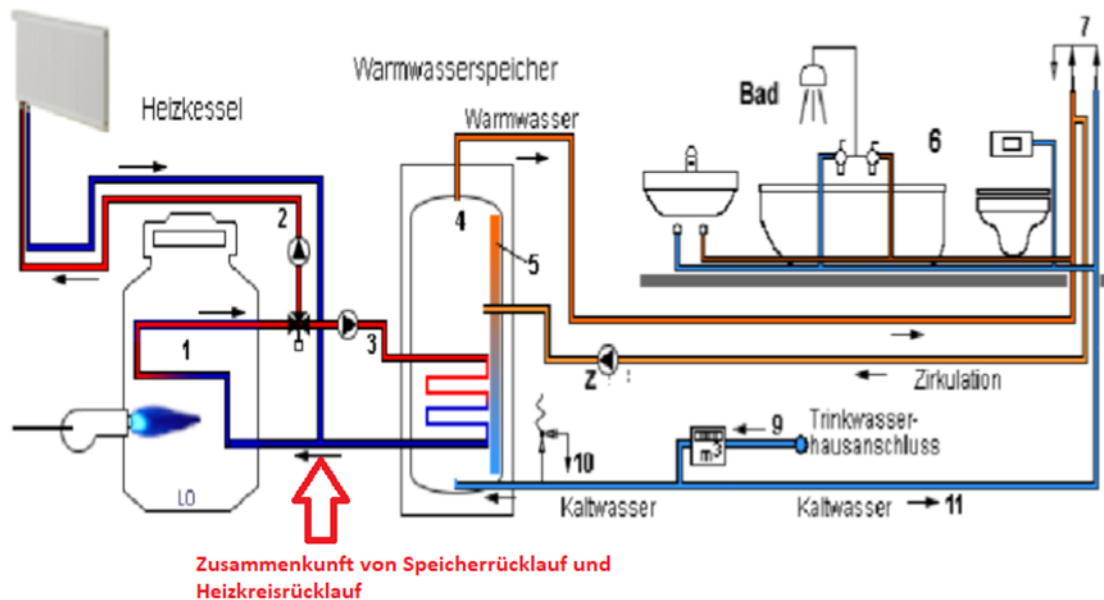 Heizkessel
Warmwasserspeicher
Warmwasser
Bad
7
6
2
4
5
1
3
Z
Zirkulation
9
Trinkwasser-
hausanschluss
m³
10
LO
Kaltwasser
Kaltwasser 11
Zusammenkunft von Speicherrücklauf und
Heizkreisrücklauf